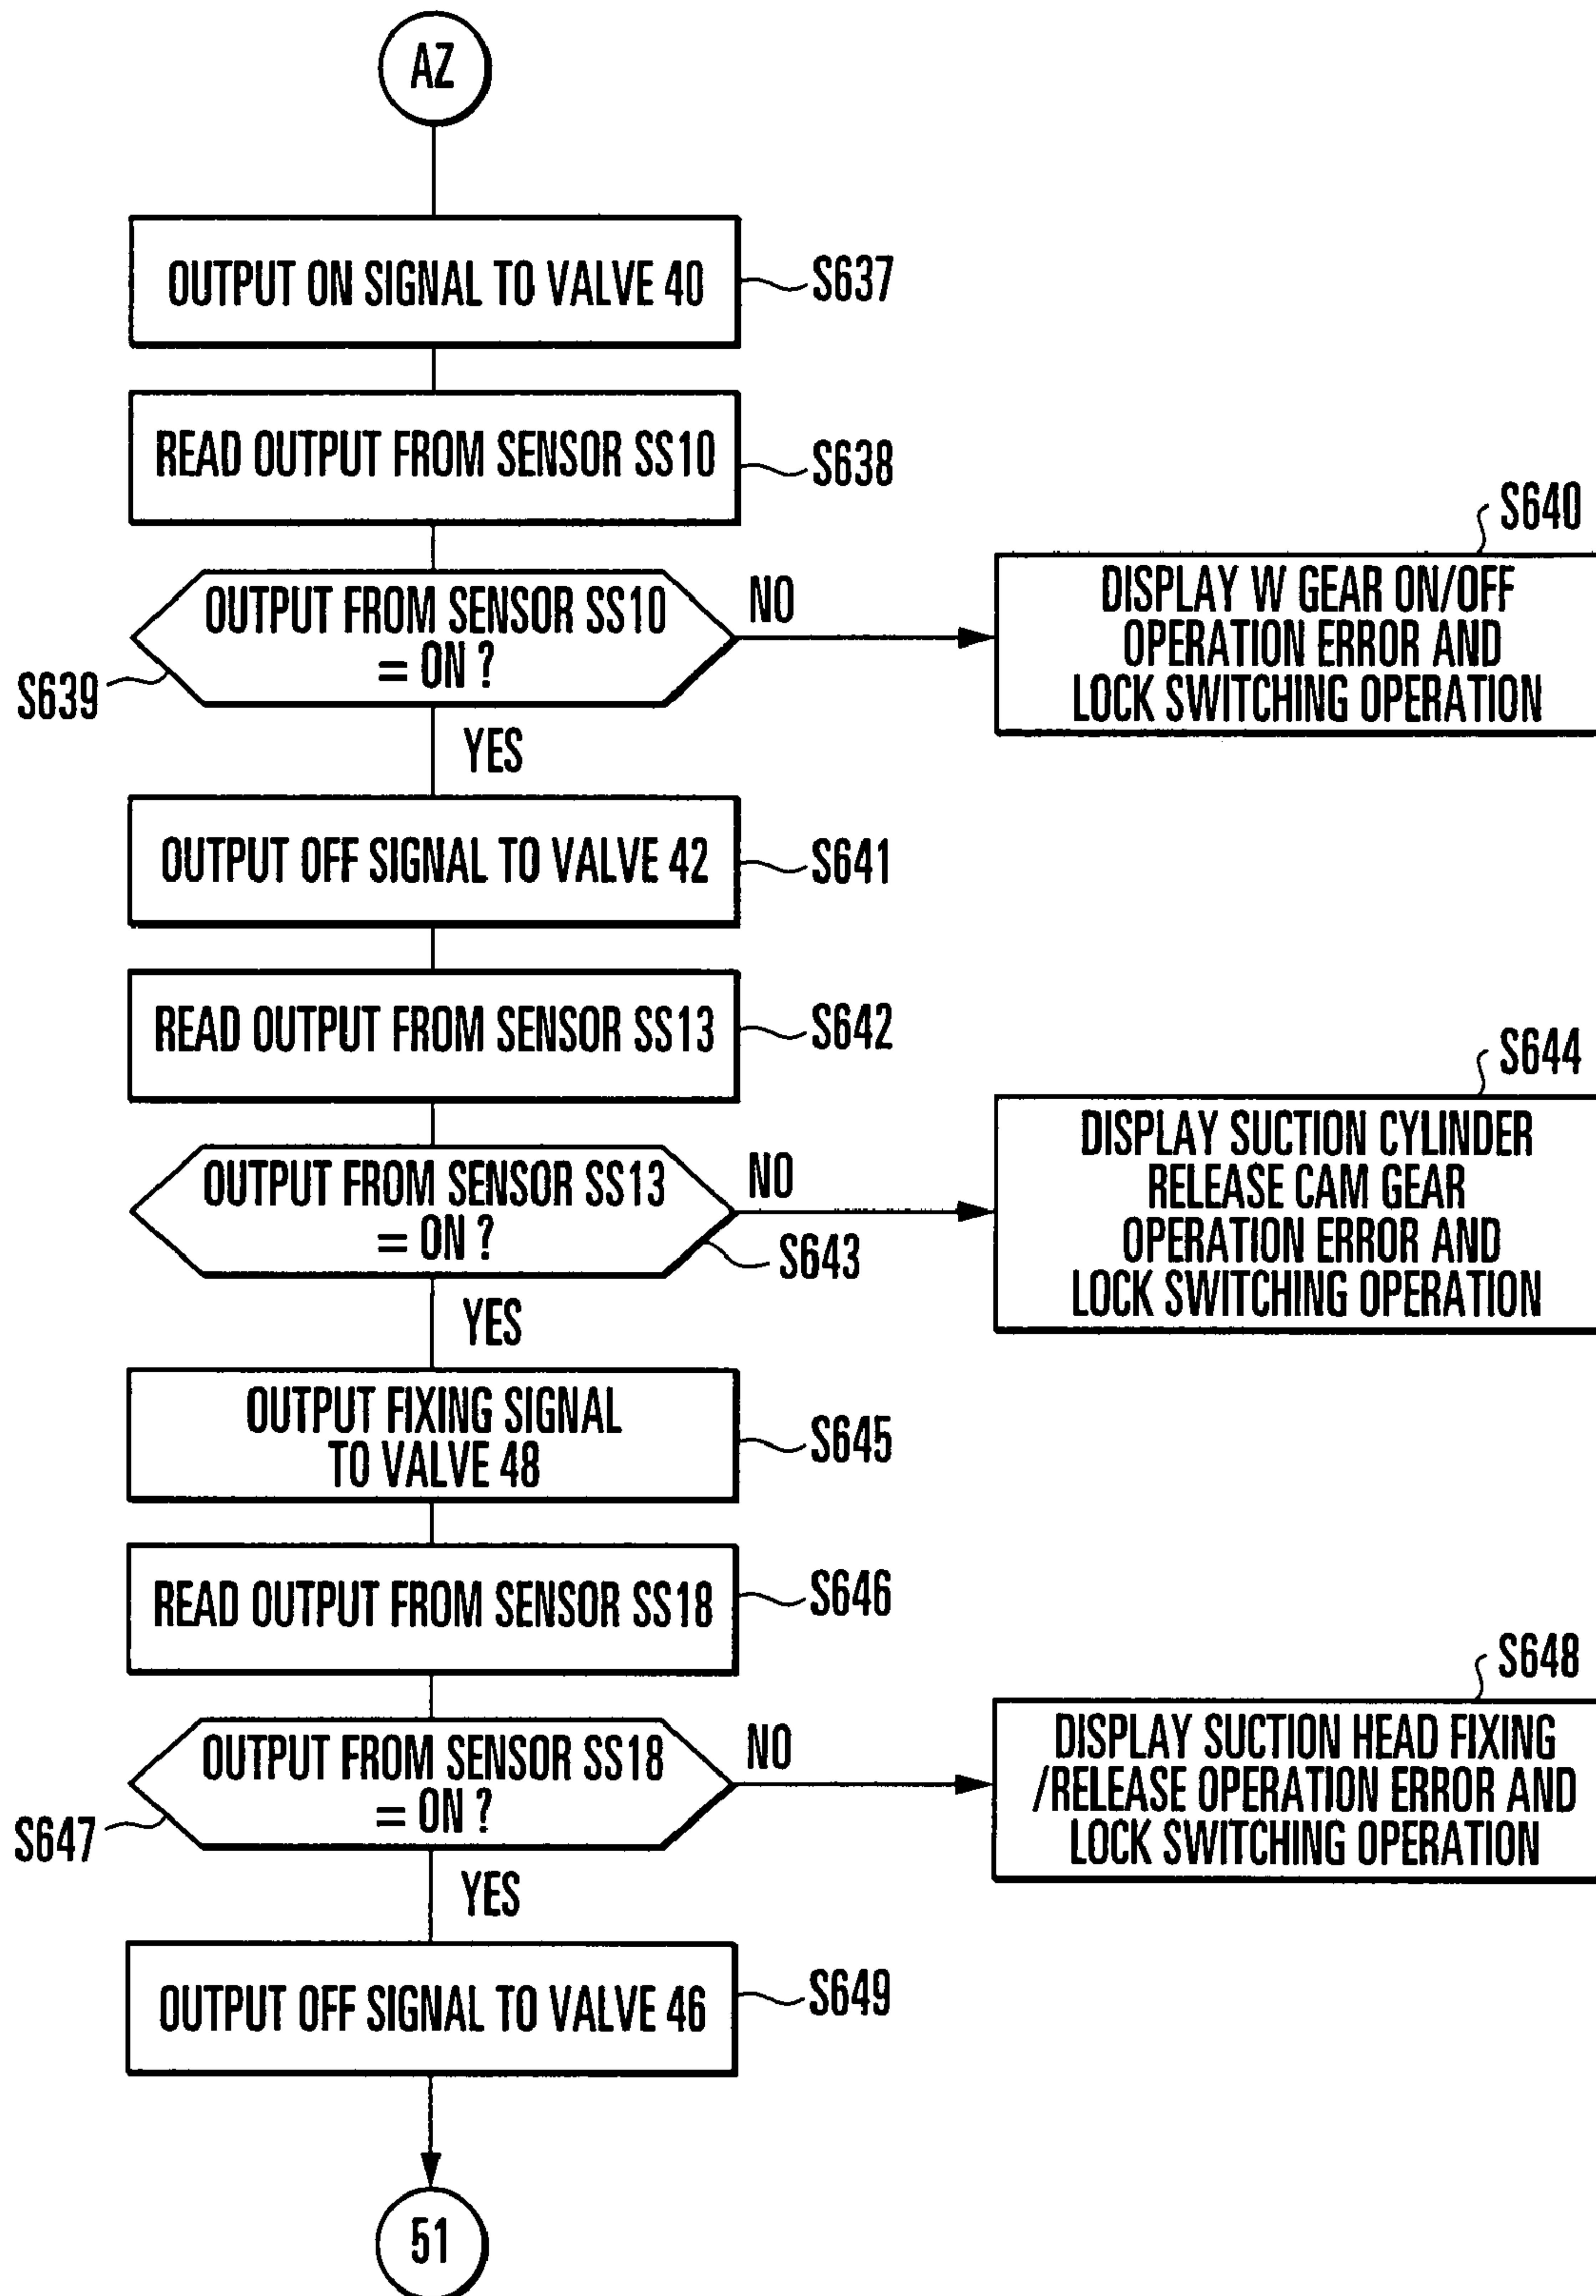 AZ
OUTPUT ON SIGNAL TO VALVE 40
S637
READ OUTPUT FROM SENSOR SS10
S638
OUTPUT FROM SENSOR SS10
= ON ?
S639
NO
S640
DISPLAY W GEAR ON/OFF
OPERATION ERROR AND
LOCK SWITCHING OPERATION
YES
OUTPUT OFF SIGNAL TO VALVE 42
S641
READ OUTPUT FROM SENSOR SS13
S642
OUTPUT FROM SENSOR SS13
= ON ?
S643
NO
S644
DISPLAY SUCTION CYLINDER
RELEASE CAM GEAR
OPERATION ERROR AND
LOCK SWITCHING OPERATION
YES
OUTPUT FIXING SIGNAL
TO VALVE 48
S645
READ OUTPUT FROM SENSOR SS18
S646
OUTPUT FROM SENSOR SS18
= ON ?
S647
NO
S648
DISPLAY SUCTION HEAD FIXING
/RELEASE OPERATION ERROR AND
LOCK SWITCHING OPERATION
YES
OUTPUT OFF SIGNAL TO VALVE 46
S649
51